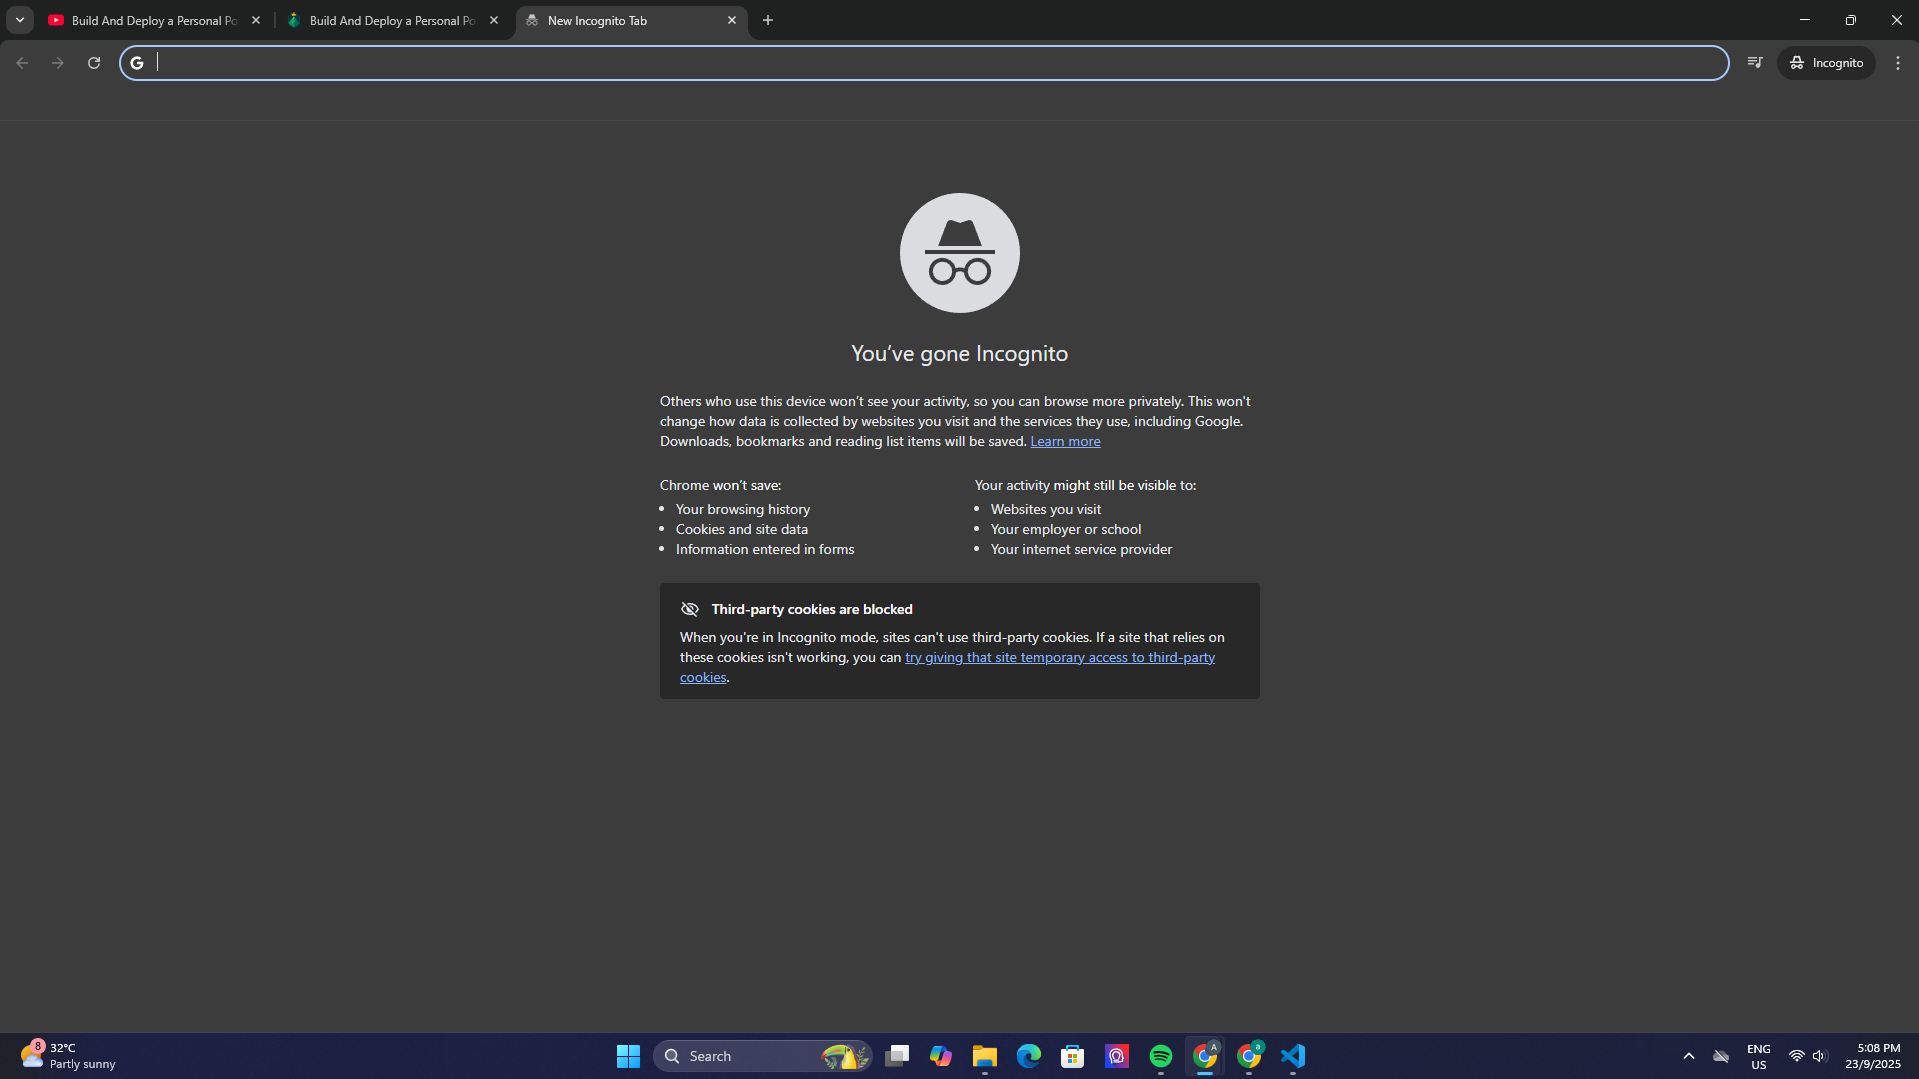 Build And Deploy a Personal Po
Build And Deploy a Personal Po
New Incognito Tab
Incognito
You’ve gone Incognito
Others who use this device won’t see your activity, so you can browse more privately. This won't
change how data is collected by websites you visit and the services they use, including Google.
Downloads, bookmarks and reading list items will be saved. Learn more
Chrome won’t save:
Your browsing history
Cookies and site data
Information entered in forms
Your activity might still be visible to:
Websites you visit
Your employer or school
Your internet service provider
Third-party cookies are blocked
When you're in Incognito mode, sites can't use third-party cookies. If a site that relies on
these cookies isn't working, you can try giving that site temporary access to third-party
cookies.
8
32°C
Partly sunny
Search
A
a
ENG
US
5:08 PM
23/9/2025